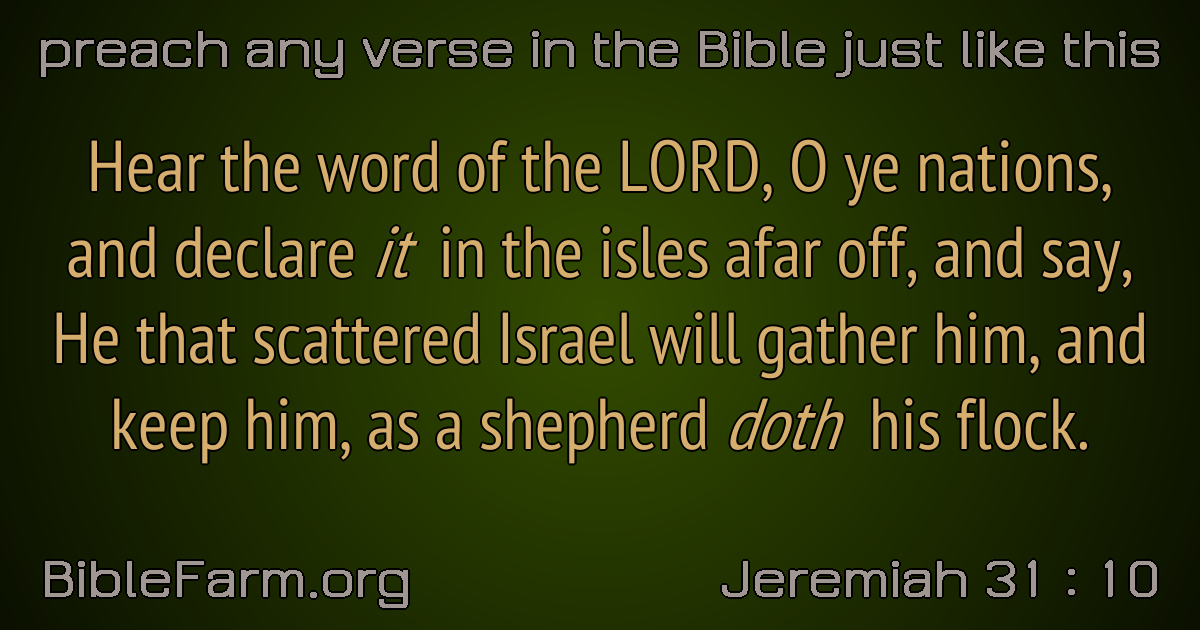 preach any verse in the Bible just like this
Hear the word of the LORD, O ye nations,
and declare it in the isles afar off, and say,
He that scattered Israel will gather him, and
keep him, as a shepherd doth his flock.
BibleFarm.org
Jeremiah 31 : 10